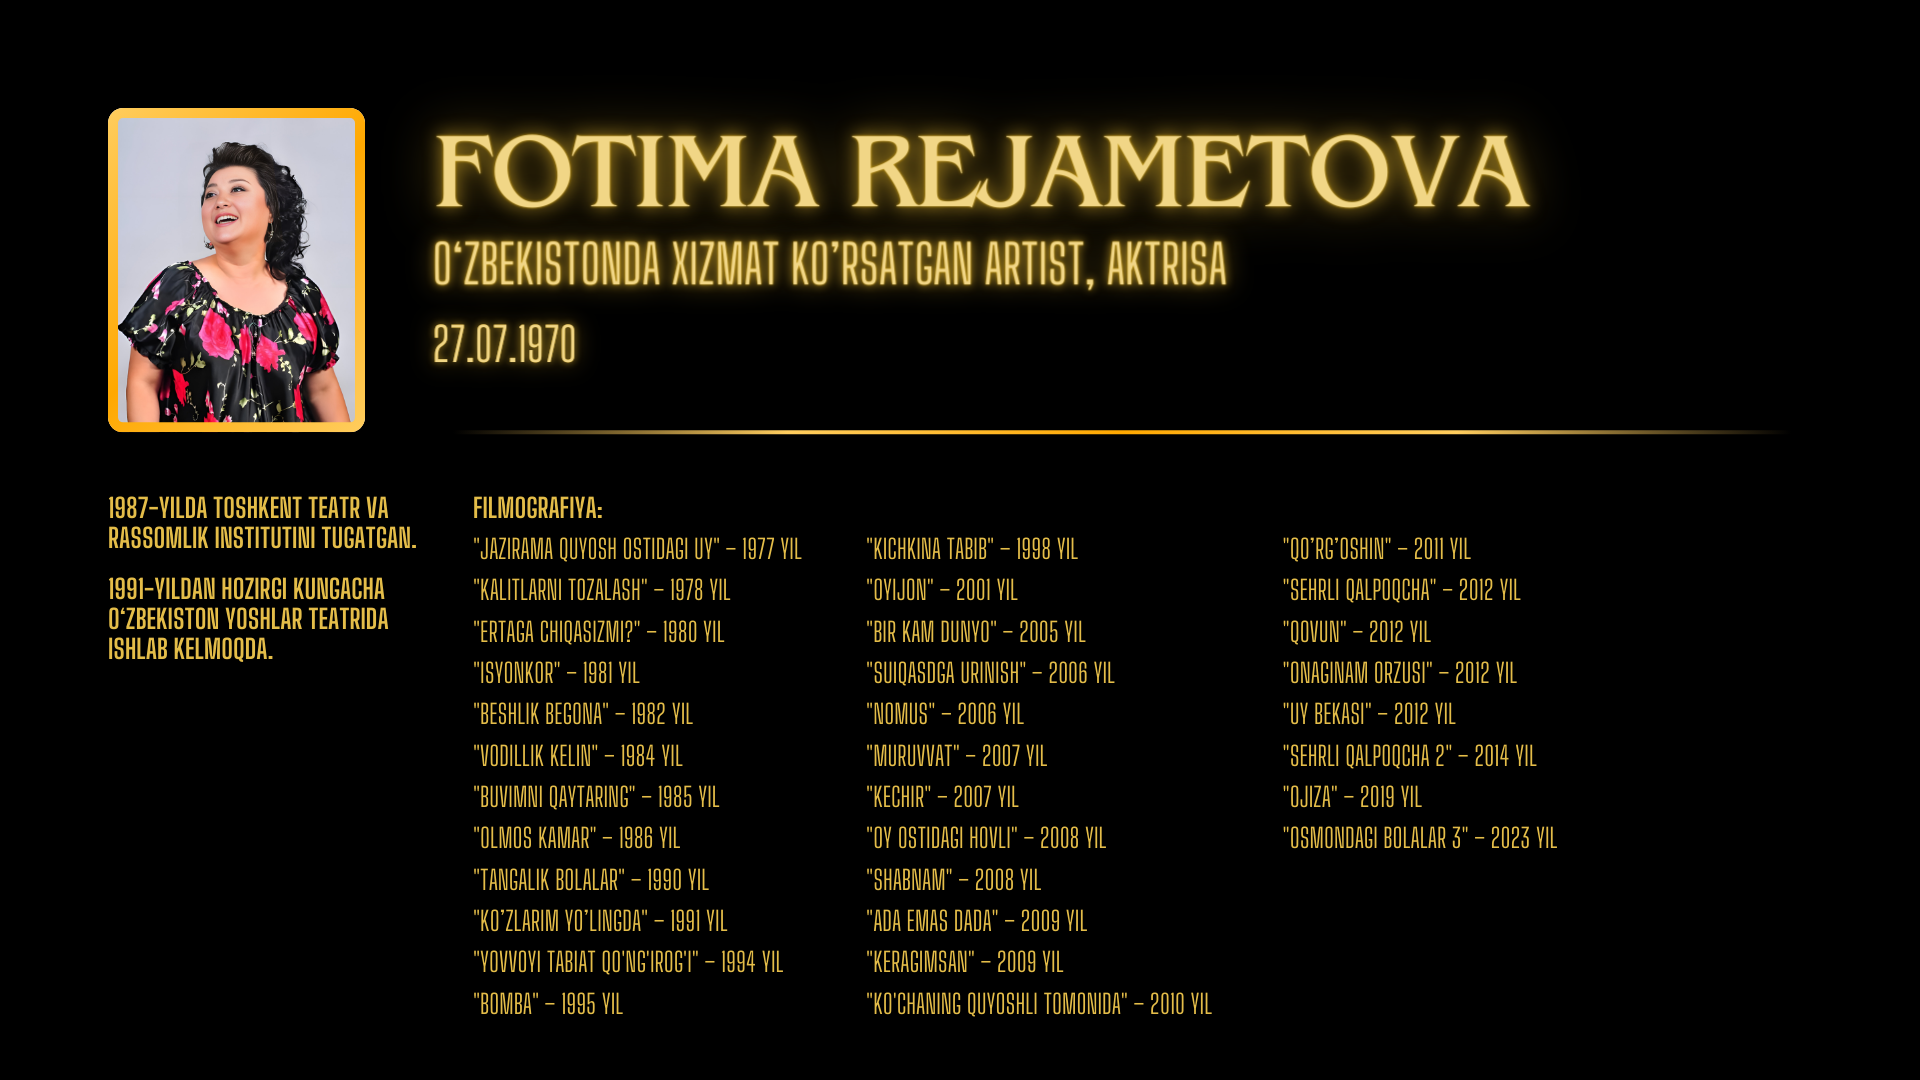 FOTIMA REJAMETOVA
O‘ZBEKISTONDA XIZMAT KO’RSATGAN ARTIST, AKTRISA
27.07.1970
1987-YILDA TOSHKENT TEATR VA
RASSOMLIK INSTITUTINI TUGATGAN.
1991-YILDAN HOZIRGI KUNGACHA
O‘ZBEKISTON YOSHLAR TEATRIDA
ISHLAB KELMOQDA.
FILMOGRAFIYA:
"JAZIRAMA QUYOSH OSTIDAGI UY" – 1977 YIL
"KALITLARNI TOZALASH" – 1978 YIL
"ERTAGA CHIQASIZMI?" – 1980 YIL
"ISYONKOR" – 1981 YIL
"BESHLIK BEGONA" – 1982 YIL
"VODILLIK KELIN" – 1984 YIL
"BUVIMNI QAYTARING" – 1985 YIL
"OLMOS KAMAR" – 1986 YIL
"TANGALIK BOLALAR" – 1990 YIL
"KO’ZLARIM YO’LINGDA" – 1991 YIL
"YOVVOYI TABIAT QO'NG'IROG'I" – 1994 YIL
"BOMBA" – 1995 YIL
"KICHKINA TABIB" – 1998 YIL
"OYIJON" – 2001 YIL
"BIR KAM DUNYO" – 2005 YIL
"SUIQASDGA URINISH" – 2006 YIL
"NOMUS" – 2006 YIL
"MURUVVAT" – 2007 YIL
"KECHIR" – 2007 YIL
"OY OSTIDAGI HOVLI" – 2008 YIL
"SHABNAM" – 2008 YIL
"ADA EMAS DADA" – 2009 YIL
"KERAGIMSAN" – 2009 YIL
"KO'CHANING QUYOSHLI TOMONIDA" – 2010 YIL
"QO’RG’OSHIN" – 2011 YIL
"SEHRLI QALPOQCHA" – 2012 YIL
"QOVUN" – 2012 YIL
"ONAGINAM ORZUSI" – 2012 YIL
"UY BEKASI" – 2012 YIL
"SEHRLI QALPOQCHA 2" – 2014 YIL
"OJIZA" – 2019 YIL
"OSMONDAGI BOLALAR 3" – 2023 YIL